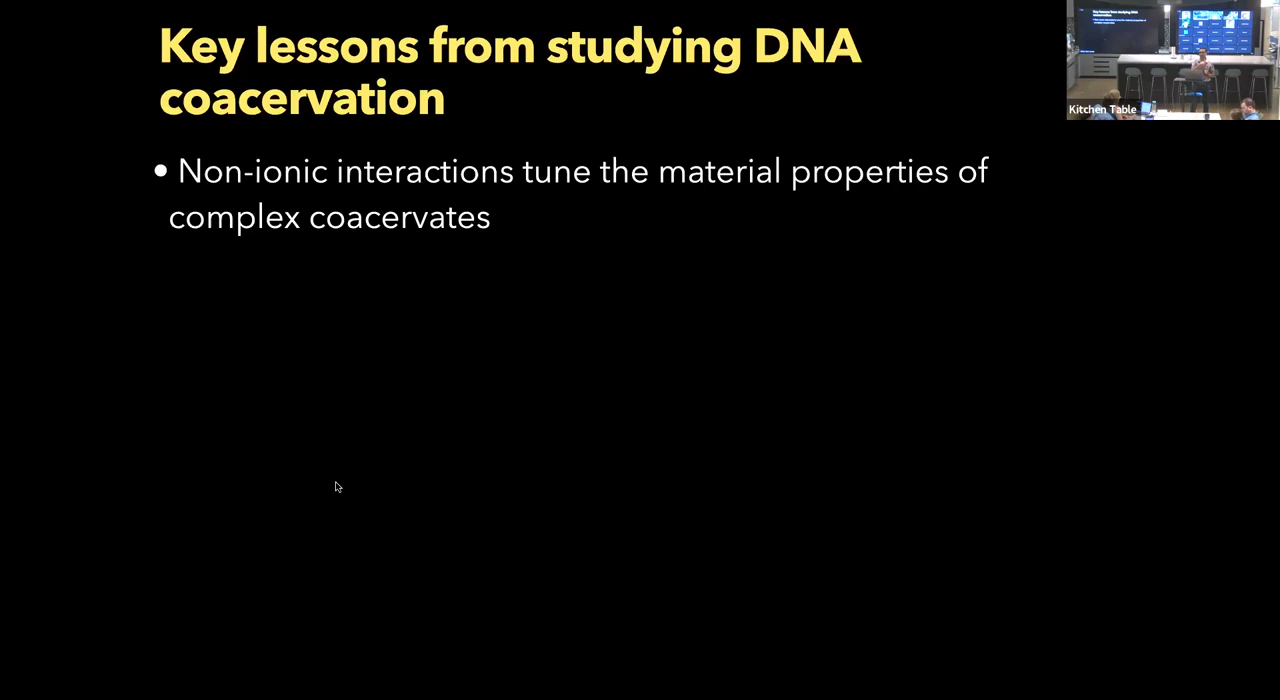 Key lessons from studying DNA
coacervation
• Non-ionic interactions tune the material properties of
complex coacervates
Kitchen Table